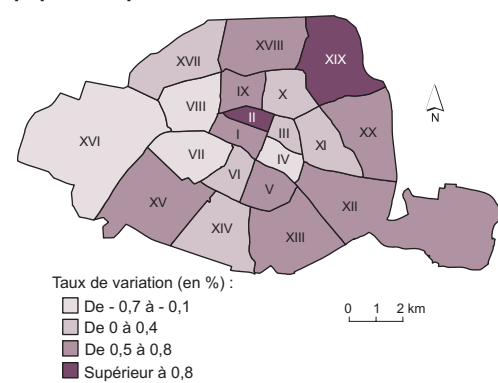 XVIII
XIX
XVII
IX
X
VIII
II
I
III
XX
XVI
XI
VII
IV
VI
V
XV
XII
XIV
XIII
N
Taux de variation (en %) :
De - 0,7 à - 0,1
De 0 à 0,4
De 0,5 à 0,8
Supérieur à 0,8
0 1 2 km